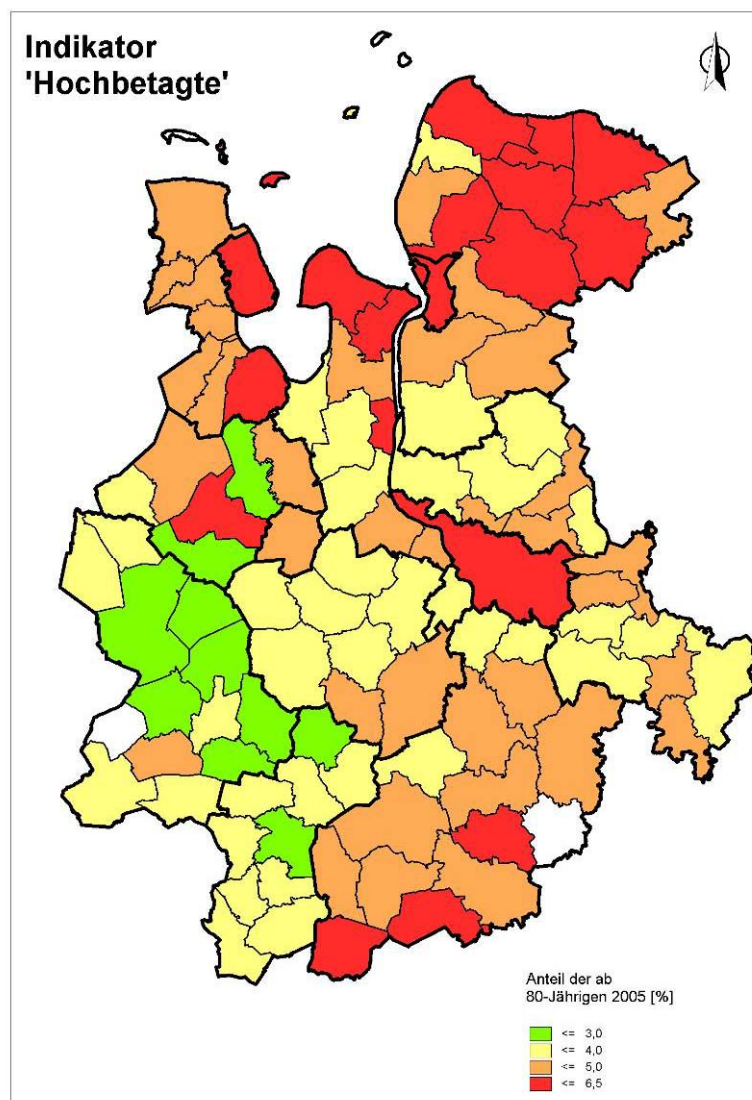 Indikator
'Hochbetagte'
Anteil der ab
80-Jährigen 2005 [%]
<= 3,0
<= 4,0
<= 5,0
<= 6,5